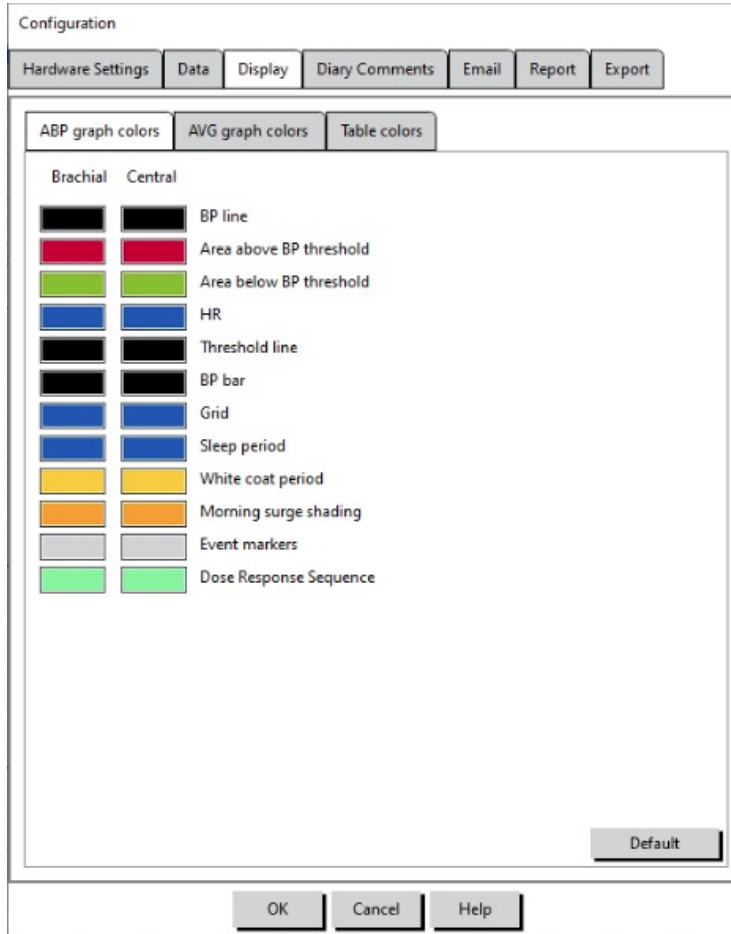 Configuration
Hardware Settings Data Display Diary Comments Email Report Export
ABP graph colors AVG graph colors Table colors
Brachial Central
BP line
Area above BP threshold
Area below BP threshold
HR
Threshold line
BP bar
Grid
Sleep period
White coat period
Morning surge shading
Event markers
Dose Response Sequence
Default
OK Cancel Help